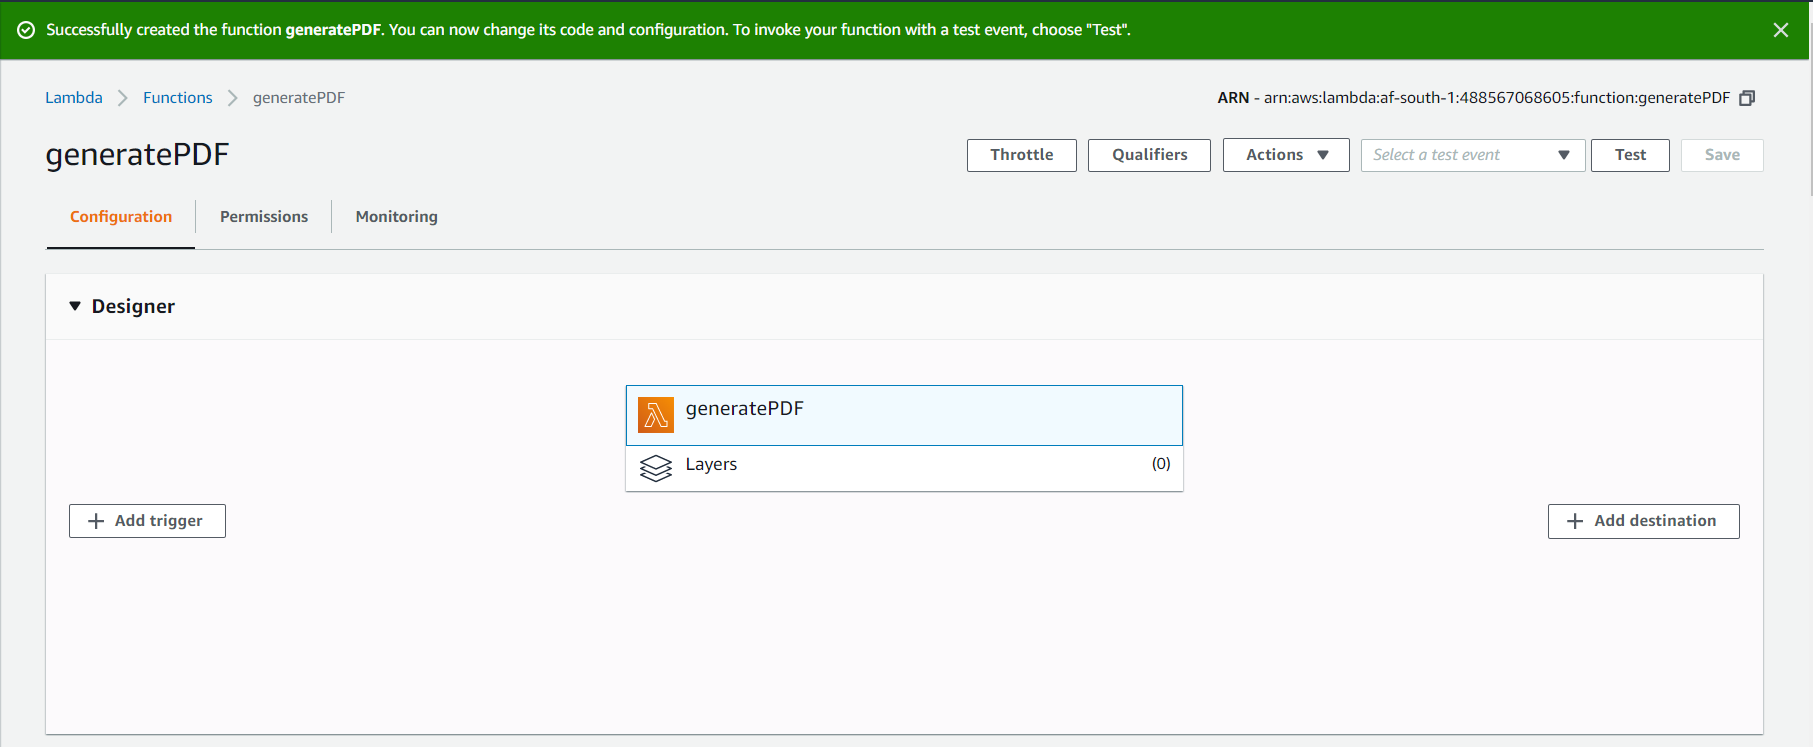 Successfully created the function generatePDF. You can now change its code and configuration. To invoke your function with a test event, choose "Test".
Lambda Functions generatePDF
ARN - arn:aws:lambda:af-south-1:488567068605:function:generatePDF
generatePDF
Throttle Qualifiers Actions Select a test event Test Save
Configuration Permissions Monitoring
Designer
generatePDF
Layers (0)
Add trigger Add destination